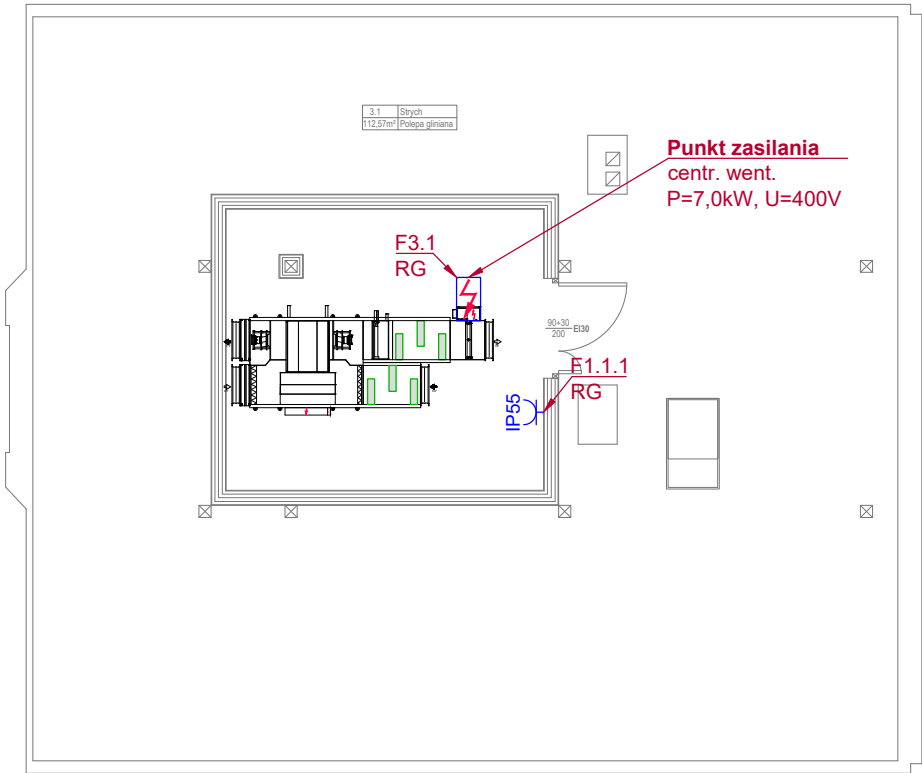 3.1 Strych
112,57m² Polepa gliniana
Punkt zasilania
centr. went.
P=7,0kW, U=400V
F3.1
RG
90+30
200
EI30
F1.1.1
RG
IP55